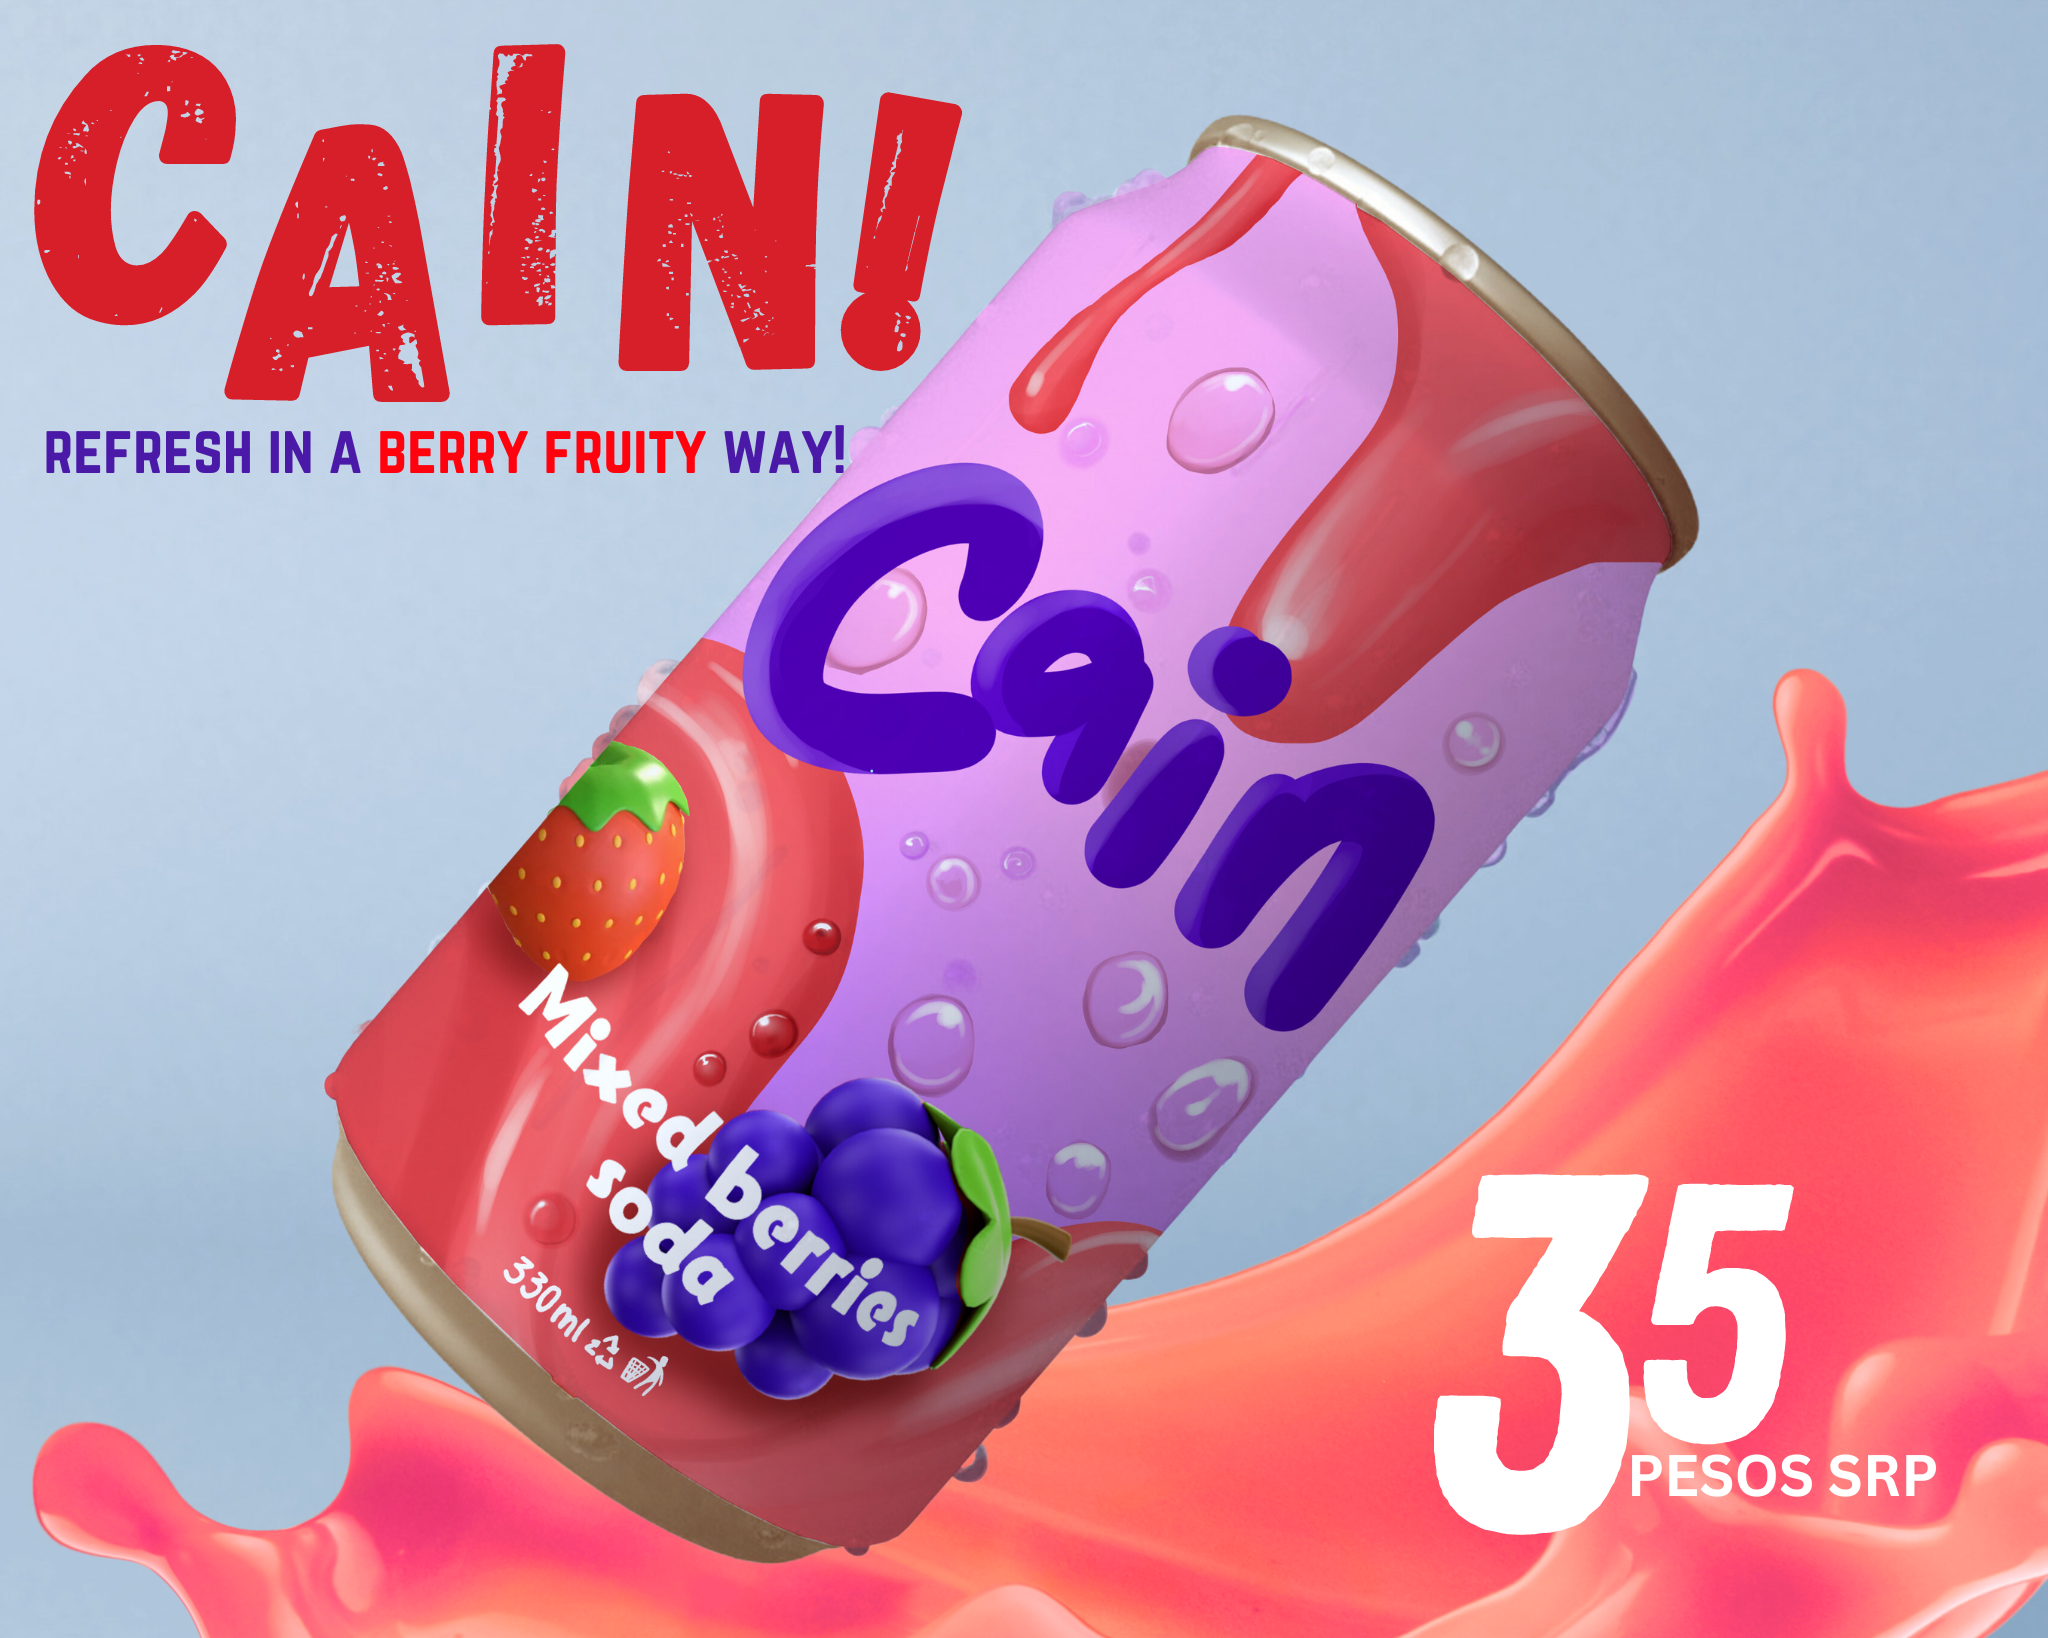 CAIN!
REFRESH IN A BERRY FRUITY WAY!
Cain
Mixed berries
soda
330ml
35
PESOS SRP